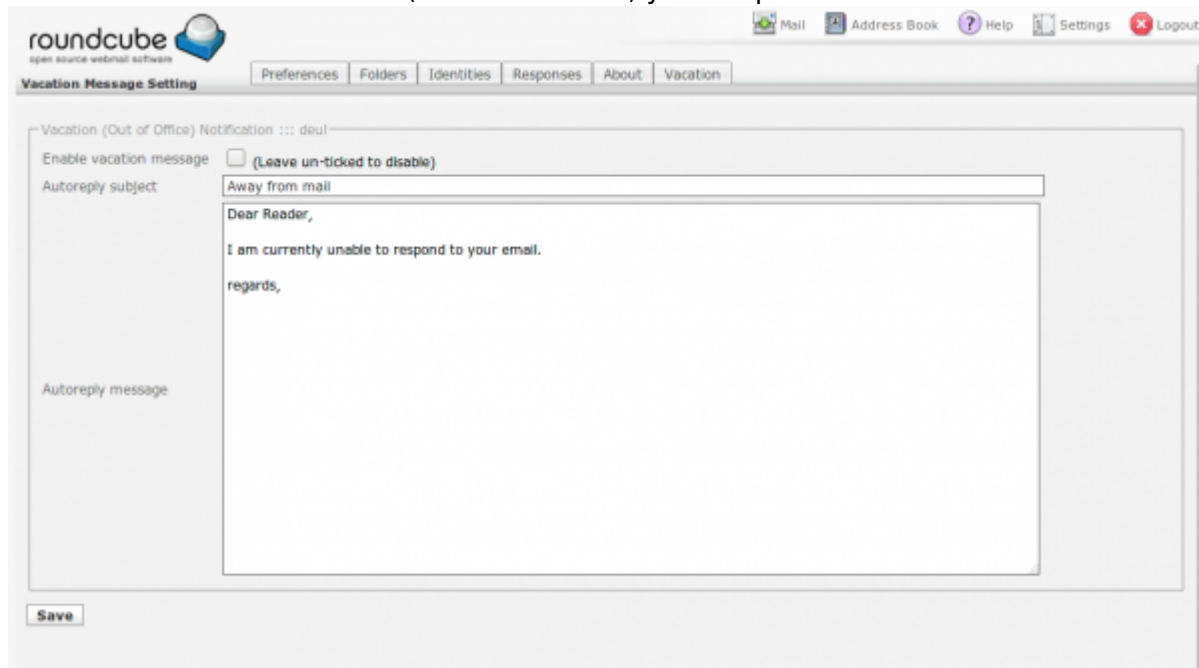 Mail Address Book Help Settings Logout
roundcube
open source webmail software
Vacation Message Setting
Preferences Folders Identities Responses About Vacation
Vacation (Out of Office) Notification ::: deul
Enable vacation message (Leave un-ticked to disable)
Autoreply subject Away from mail
Dear Reader,
I am currently unable to respond to your email.
regards,
Autoreply message
Save